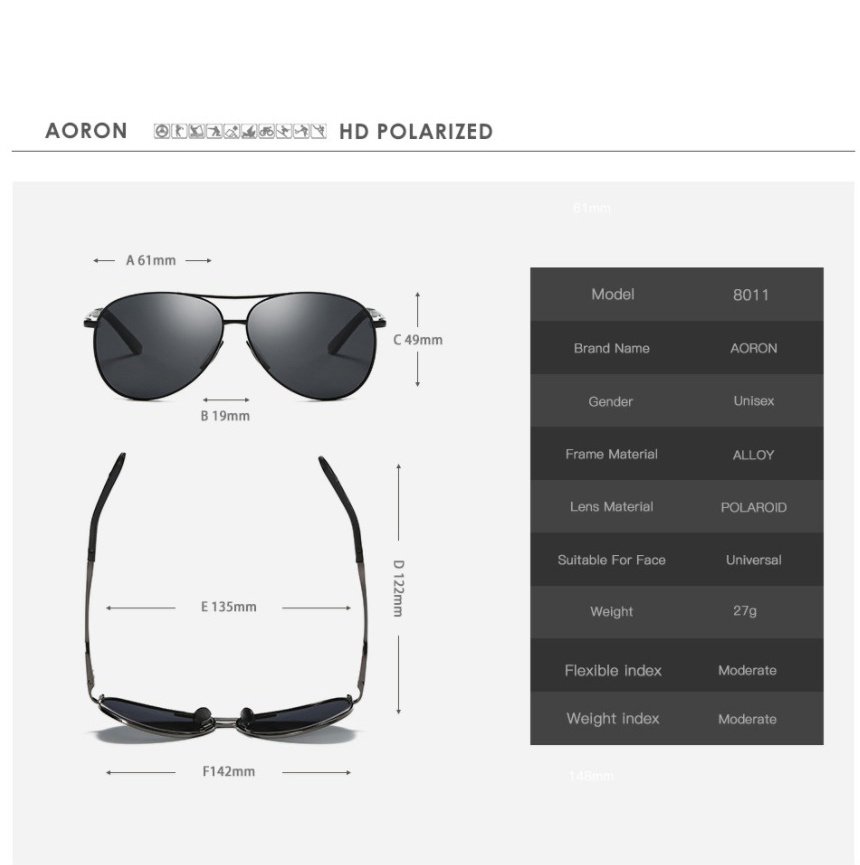 AORON HD POLARIZED
81mm
A 61mm
C 49mm
B 19mm
D 122mm
E 135mm
F142mm
148mm
Model 8011
Brand Name AORON
Gender Unisex
Frame Material ALLOY
Lens Material POLAROID
Suitable For Face Universal
Weight 27g
Flexible index Moderate
Weight index Moderate